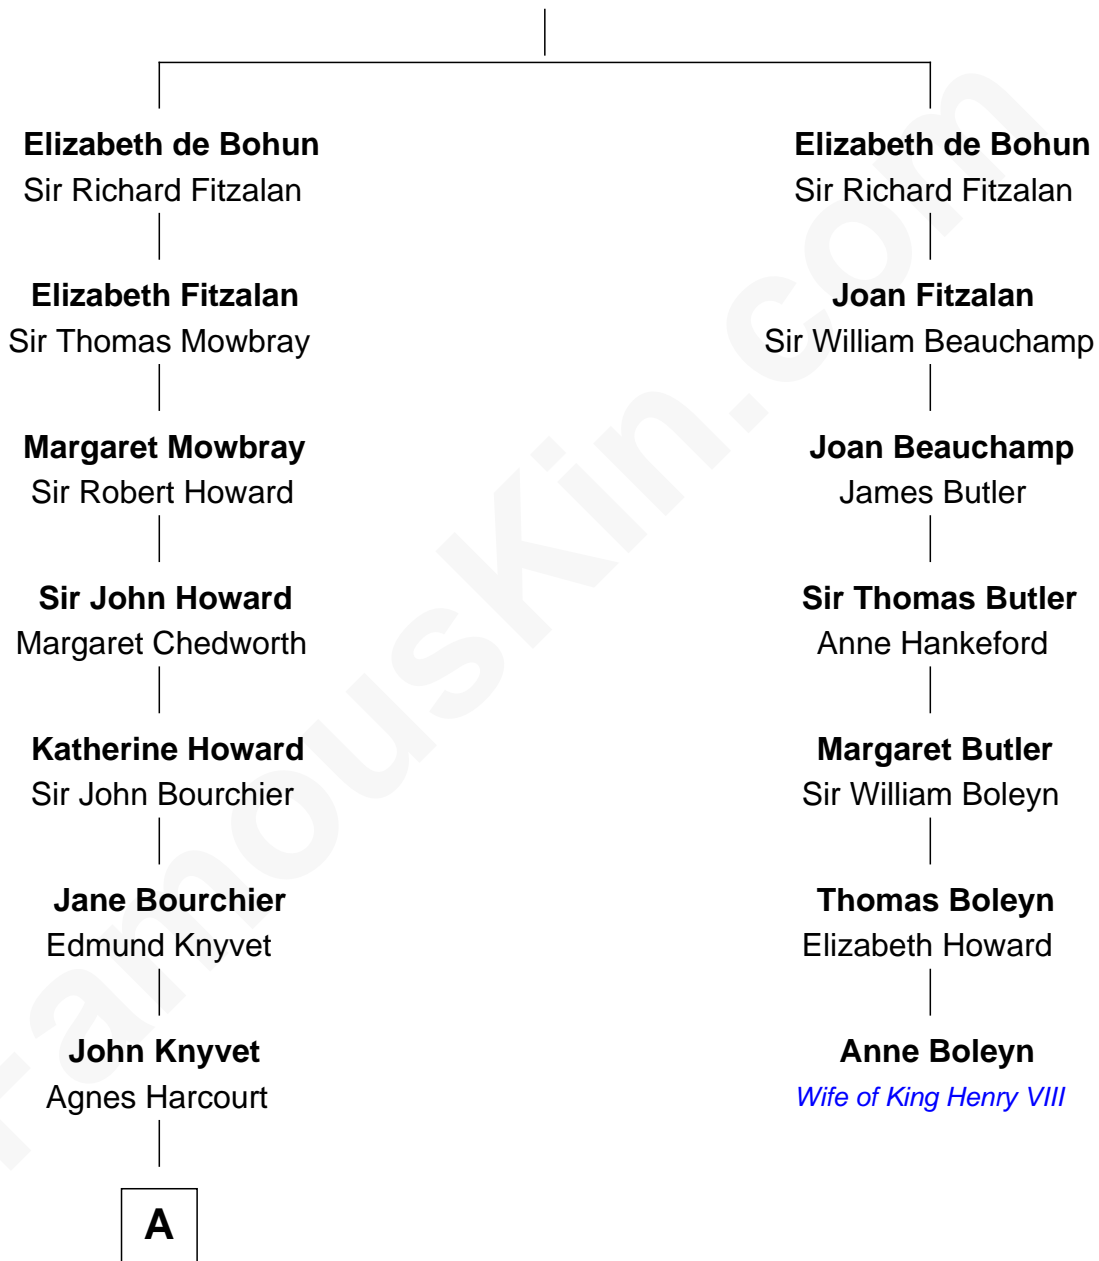 Elizabeth de Bohun
Sir Richard Fitzalan
Elizabeth Fitzalan
Sir Thomas Mowbray
Margaret Mowbray
Sir Robert Howard
Sir John Howard
Margaret Chedworth
Katherine Howard
Sir John Bourchier
Jane Bourchier
Edmund Knyvet
John Knyvet
Agnes Harcourt
A
Elizabeth de Bohun
Sir Richard Fitzalan
Joan Fitzalan
Sir William Beauchamp
Joan Beauchamp
James Butler
Sir Thomas Butler
Anne Hankeford
Margaret Butler
Sir William Boleyn
Thomas Boleyn
Elizabeth Howard
Anne Boleyn
Wife of King Henry VIII
FamousKin.com